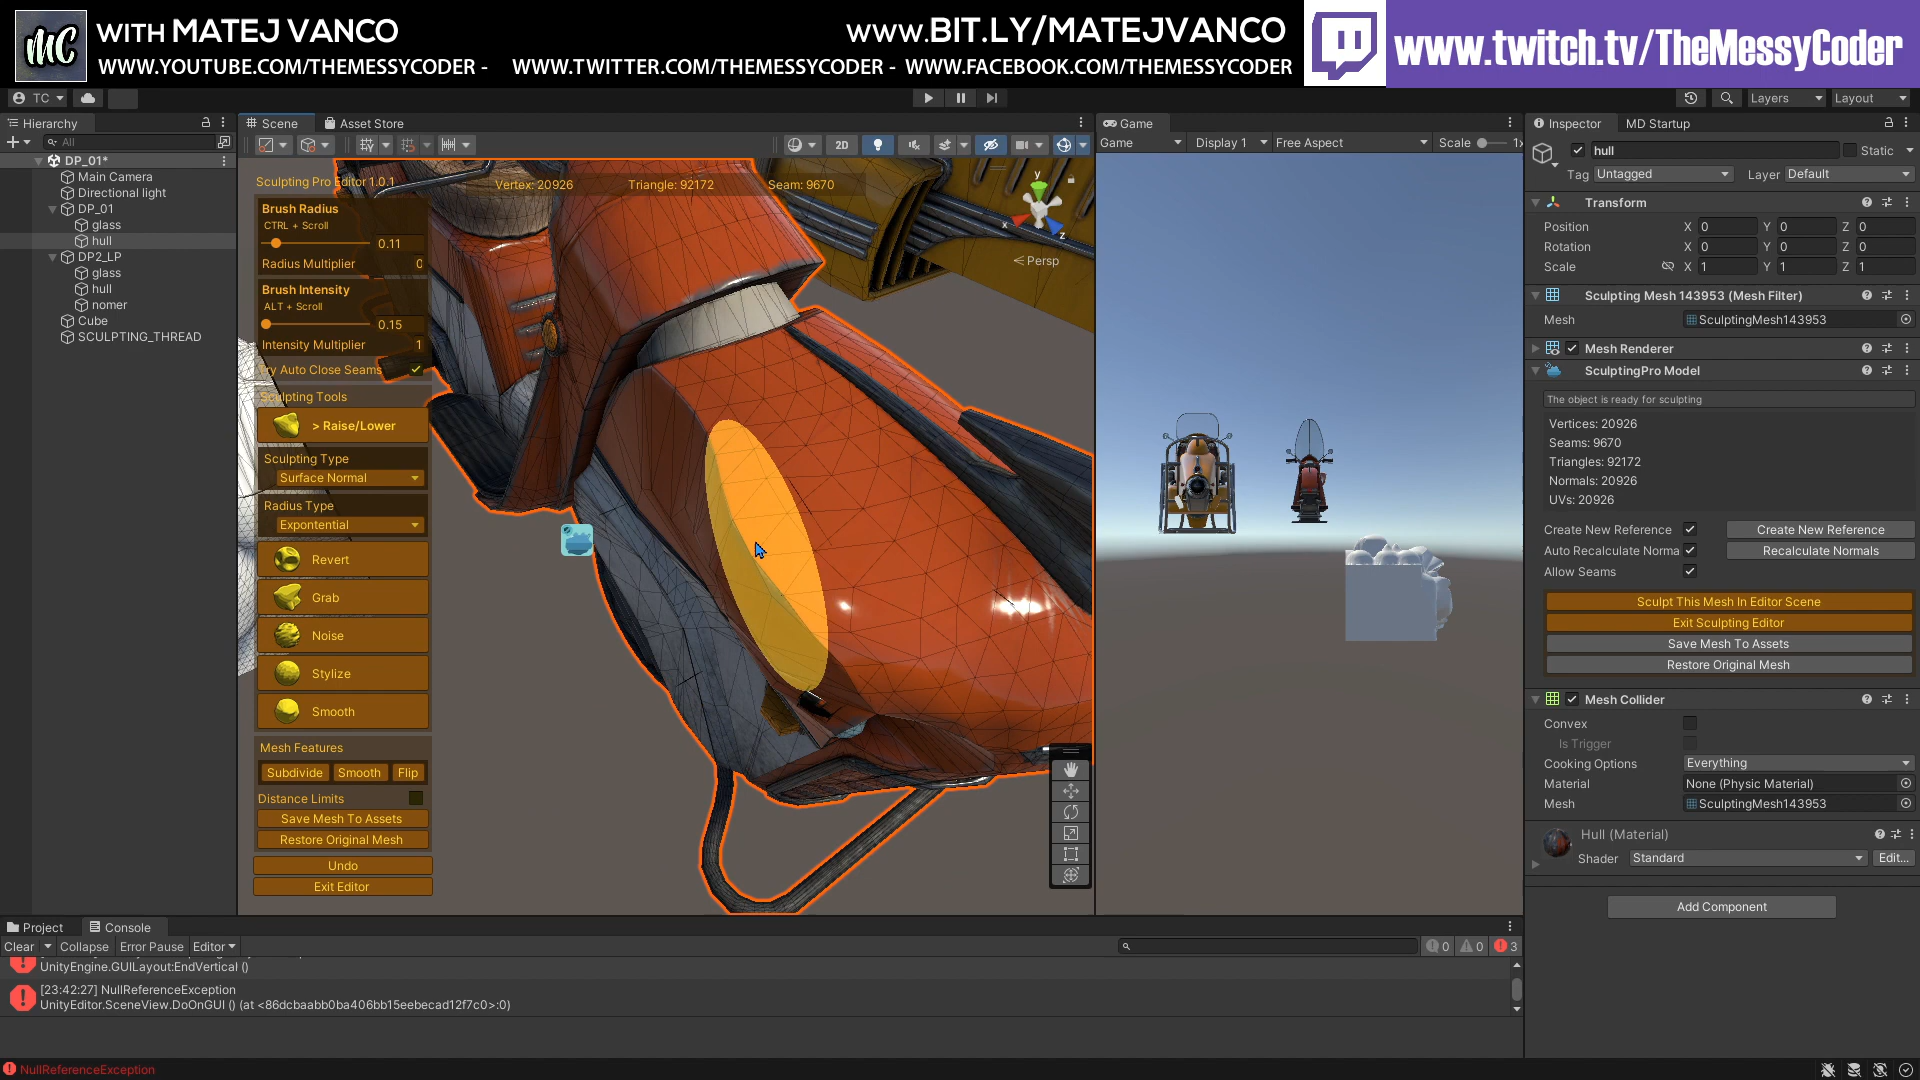 MC WITH MATEJ VANCO
WWW.YOUTUBE.COM/THEMESSYCODER - WWW.TWITTER.COM/THEMESSYCODER - WWW.FACEBOOK.COM/THEMESSYCODER
WWW.BIT.LY/MATEJVANCO
www.twitch.tv/TheMessyCoder
TC
Layers
Layout
Hierarchy
All
DP_01*
Main Camera
Directional light
DP_01
glass
hull
DP2_LP
glass
hull
nomer
Cube
SCULPTING_THREAD
Scene
Asset Store
2D
Sculpting Pro Editor 1.0.1
Vertex: 20926
Triangle: 92172
Seam: 9670
Brush Radius
CTRL + Scroll
0.11
Radius Multiplier 0
Brush Intensity
ALT + Scroll
0.15
Intensity Multiplier 1
Try Auto Close Seams
Sculpting Tools
> Raise/Lower
Sculpting Type
Surface Normal
Radius Type
Expontential
Revert
Grab
Noise
Stylize
Smooth
Mesh Features
Subdivide Smooth Flip
Distance Limits
Save Mesh To Assets
Restore Original Mesh
Undo
Exit Editor
y
x
z
Persp
Game
Game Display 1 Free Aspect Scale 1x
Inspector
MD Startup
hull
Static
Tag Untagged Layer Default
Transform
Position X 0 Y 0 Z 0
Rotation X 0 Y 0 Z 0
Scale X 1 Y 1 Z 1
Sculpting Mesh 143953 (Mesh Filter)
Mesh SculptingMesh143953
Mesh Renderer
SculptingPro Model
The object is ready for sculpting
Vertices: 20926
Seams: 9670
Triangles: 92172
Normals: 20926
UVs: 20926
Create New Reference Create New Reference
Auto Recalculate Norma Recalculate Normals
Allow Seams
Sculpt This Mesh In Editor Scene
Exit Sculpting Editor
Save Mesh To Assets
Restore Original Mesh
Mesh Collider
Convex
Is Trigger
Cooking Options Everything
Material None (Physic Material)
Mesh SculptingMesh143953
Hull (Material)
Shader Standard Edit...
Add Component
Project
Console
Clear Collapse Error Pause Editor
0 0 3
UnityEngine.GUILayout:EndVertical ()
[23:42:27] NullReferenceException
UnityEditor.SceneView.DoOnGUI () (at <86dcbaabb0ba406bb15eebecad12f7c0>:0)
NullReferenceException